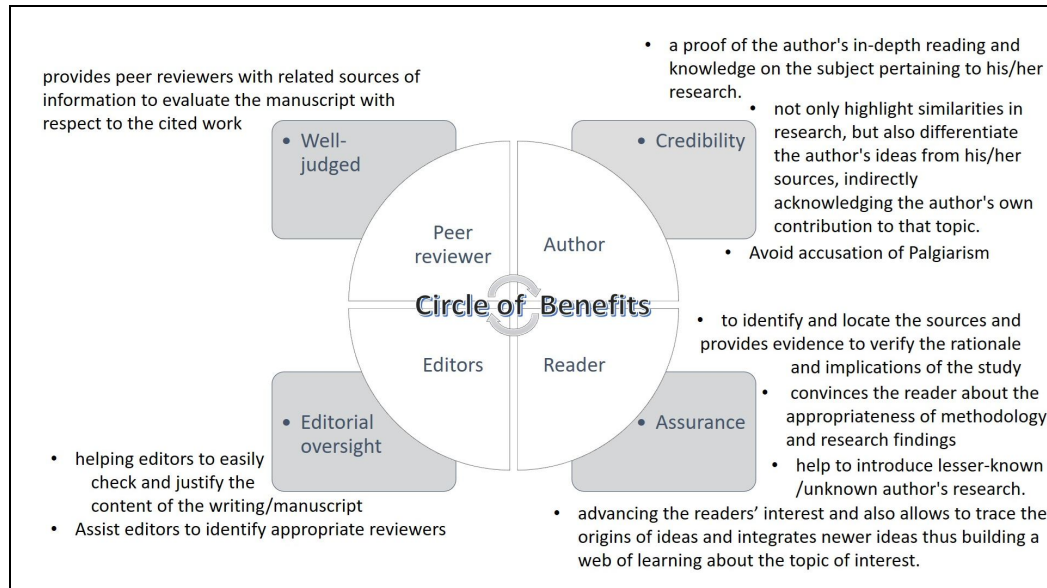 provides peer reviewers with related sources of
information to evaluate the manuscript with
respect to the cited work
• Well-
judged
Peer
reviewer
• a proof of the author's in-depth reading and
knowledge on the subject pertaining to his/her
research.
• not only highlight similarities in
research, but also differentiate
the author's ideas from his/her
sources, indirectly
acknowledging the author's own
contribution to that topic.
• Avoid accusation of Palgiarism
• Credibility
Author
Circle of Benefits
Editors
• Editorial
oversight
• helping editors to easily
check and justify the
content of the writing/manuscript
• Assist editors to identify appropriate reviewers
Reader
• Assurance
• to identify and locate the sources and
provides evidence to verify the rationale
and implications of the study
• convinces the reader about the
appropriateness of methodology
and research findings
• help to introduce lesser-known
/unknown author's research.
• advancing the readers’ interest and also allows to trace the
origins of ideas and integrates newer ideas thus building a
web of learning about the topic of interest.